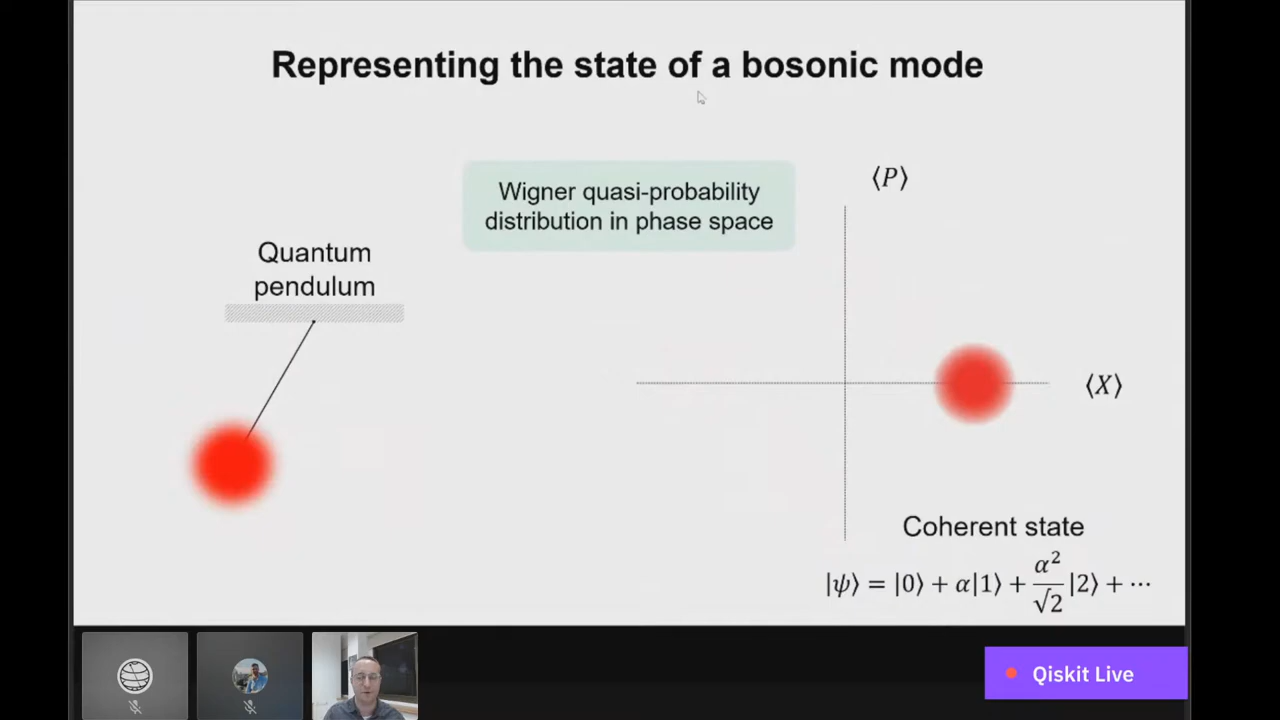 Representing the state of a bosonic mode
Wigner quasi-probability
distribution in phase space
⟨P⟩
Quantum
pendulum
⟨X⟩
Coherent state
|ψ⟩ = |0⟩ + α|1⟩ + α²/√2 |2⟩ + ⋯
Qiskit Live